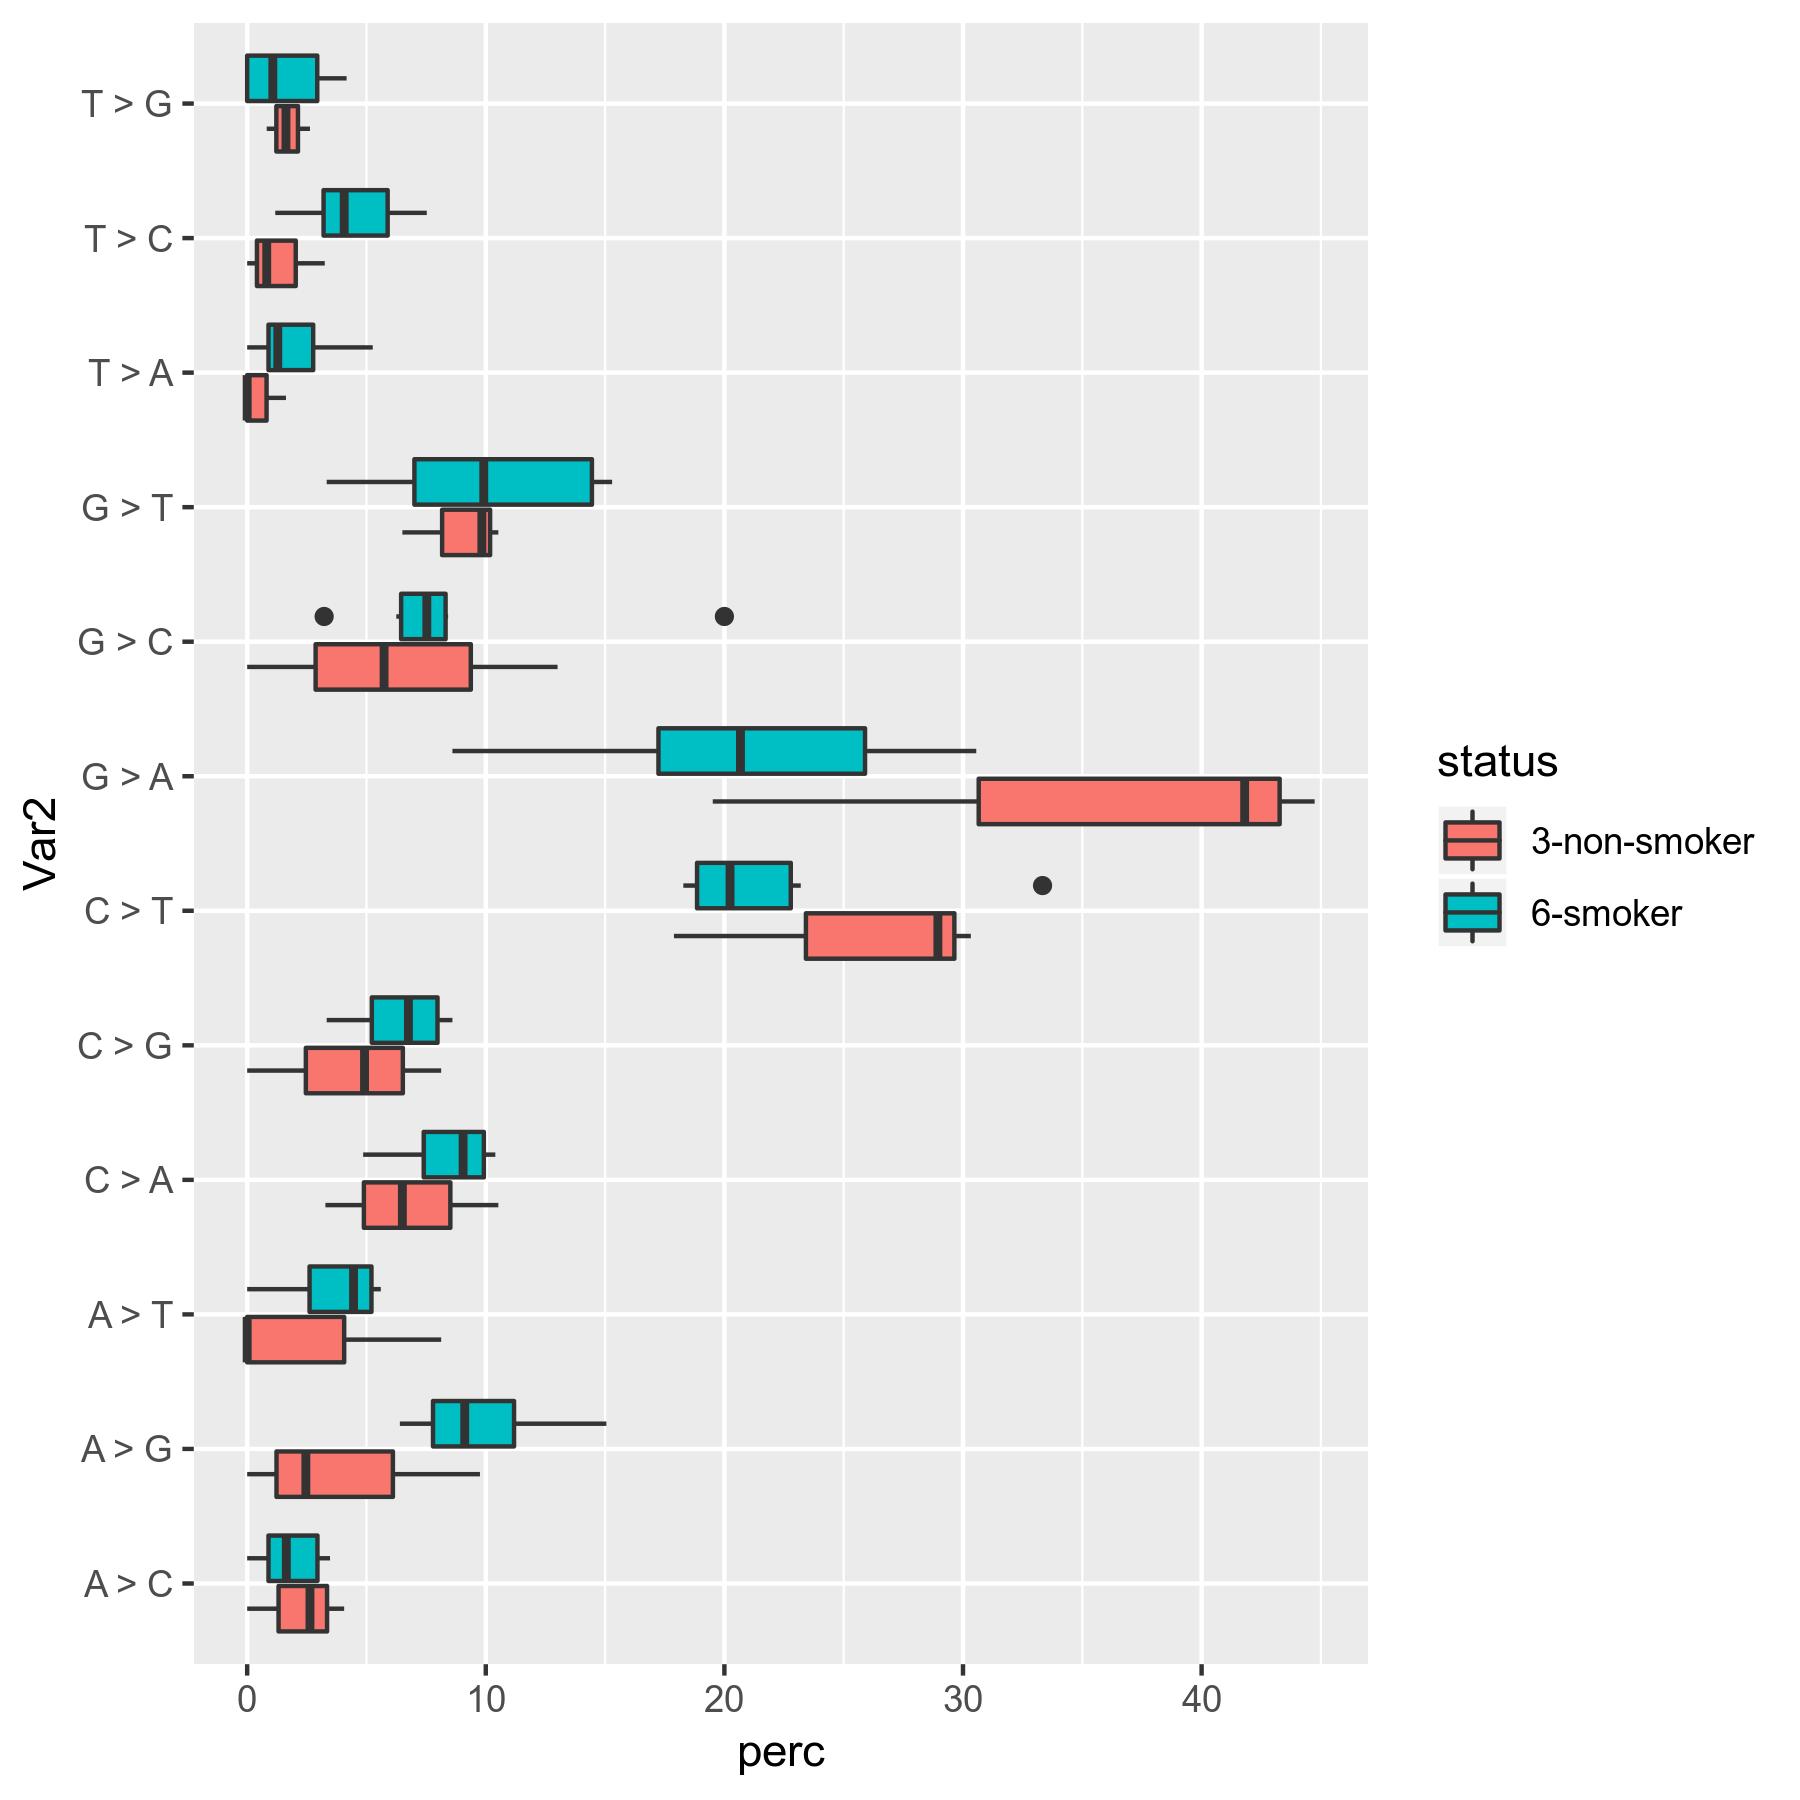 T > G
T > C
T > A
G > T
G > C
G > A
C > T
C > G
C > A
A > T
A > G
A > C
Var2
0 10 20 30 40
perc
status
3-non-smoker
6-smoker